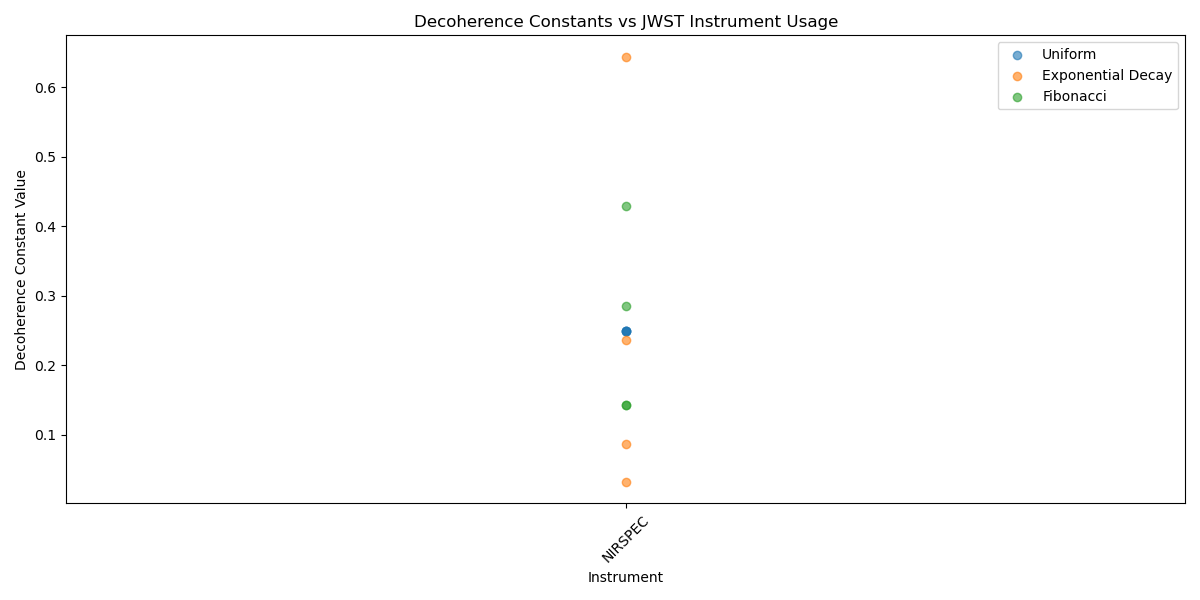 Decoherence Constants vs JWST Instrument Usage
Uniform
Exponential Decay
Fibonacci
Decoherence Constant Value
0.6
0.5
0.4
0.3
0.2
0.1
NIRSPEC
Instrument